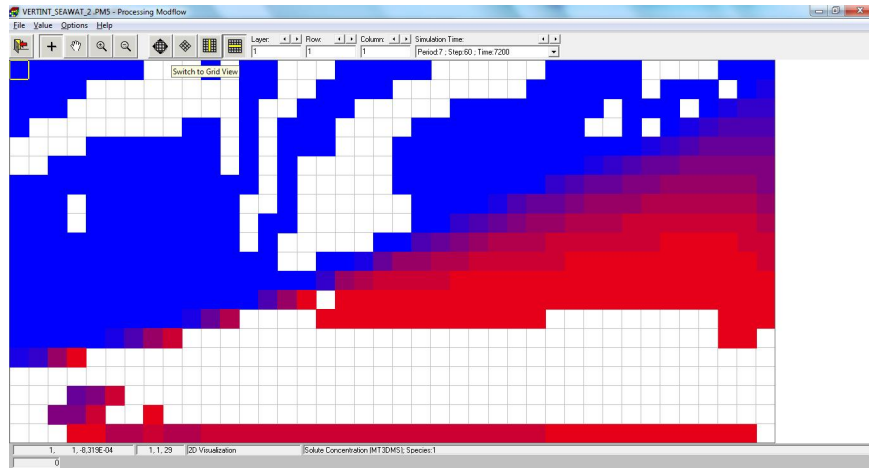 VERTINT_SEAWAT_2.PM5 - Processing Modflow
File Value Options Help
Layer: Row: Column: Simulation Time:
1 1 1 Period:7 ; Step:60 ; Time:7200
Switch to Grid View
1, 1,-8,319E-04 1, 1, 29 2D Visualization Solute Concentration (MT3DMS); Species:1
0